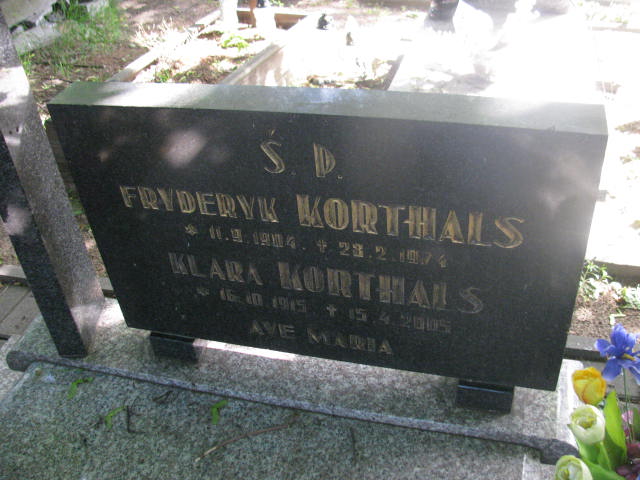 Ś. P.
FRYDERYK KORTHALS
* 11.9.1904. + 23.2.1974
KLARA KORTHALS
* 16.10.1915 + 15.4.2005
AVE MARIA